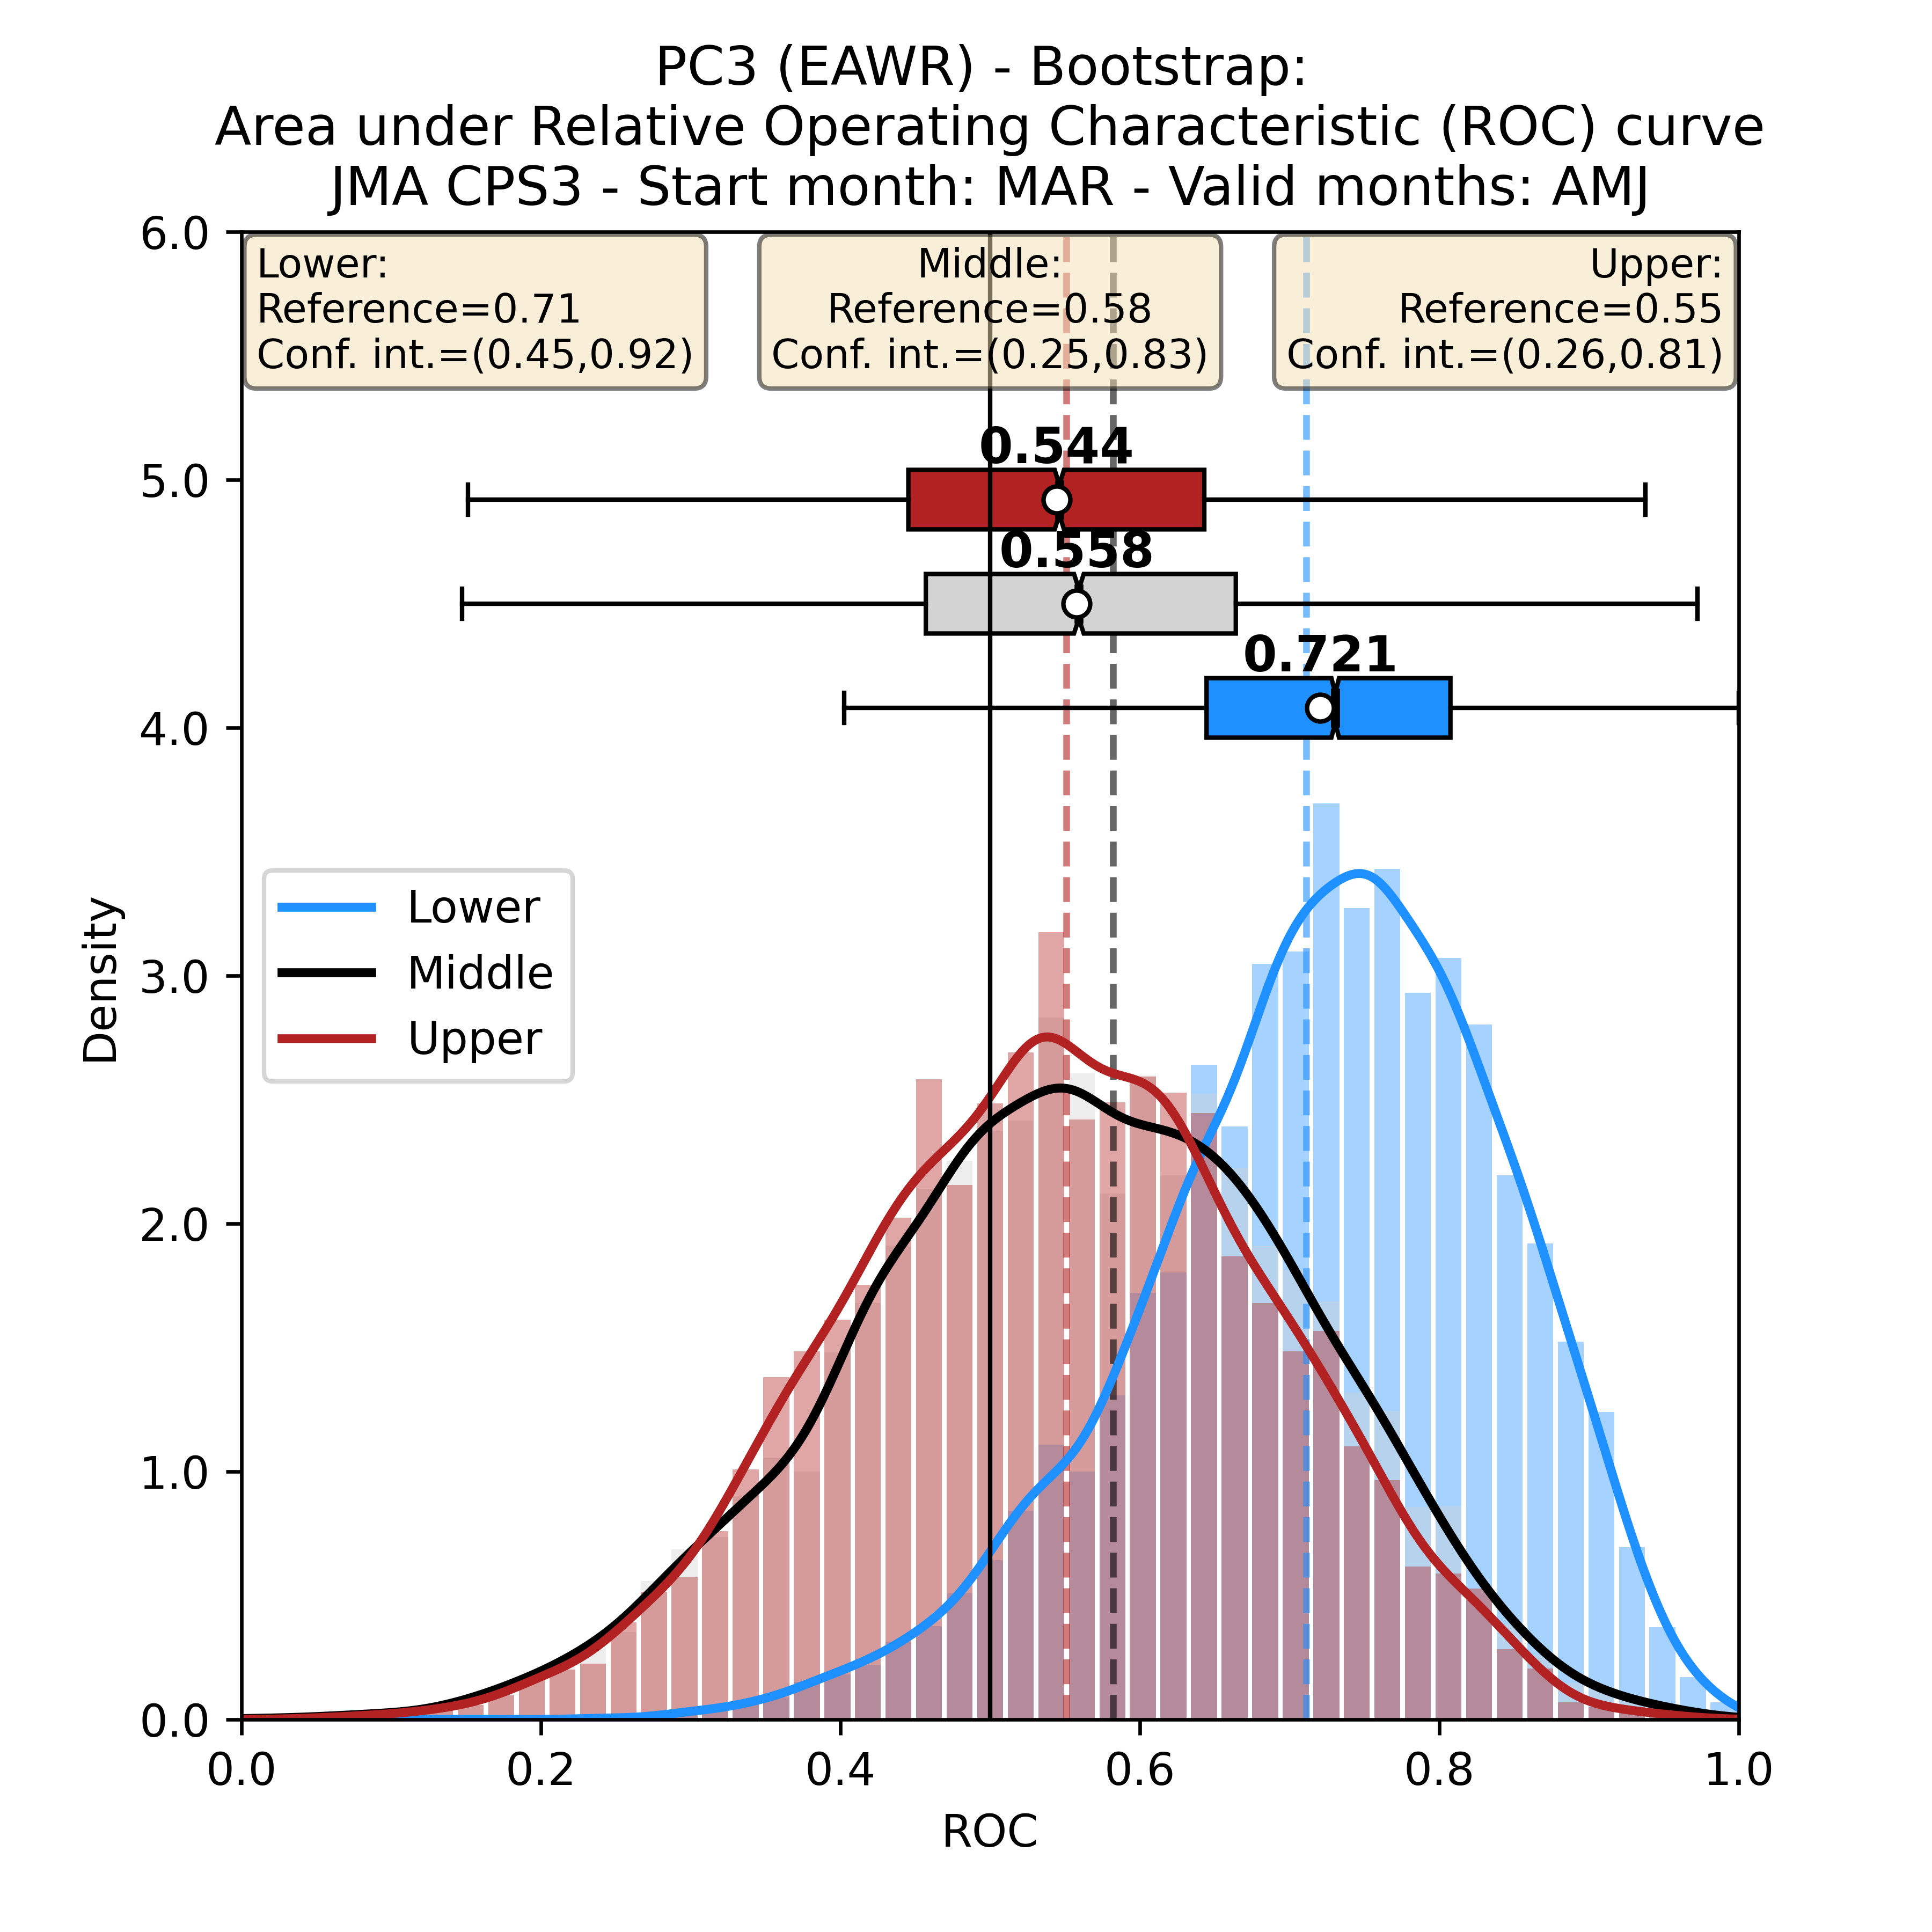 PC3 (EAWR) - Bootstrap:
Area under Relative Operating Characteristic (ROC) curve
JMA CPS3 - Start month: MAR - Valid months: AMJ
Lower:
Reference=0.71
Conf. int.=(0.45,0.92)
Middle:
Reference=0.58
Conf. int.=(0.25,0.83)
Upper:
Reference=0.55
Conf. int.=(0.26,0.81)
0.544
0.558
0.721
Lower
Middle
Upper
Density
6.0
5.0
4.0
3.0
2.0
1.0
0.0
0.0 0.2 0.4 0.6 0.8 1.0
ROC